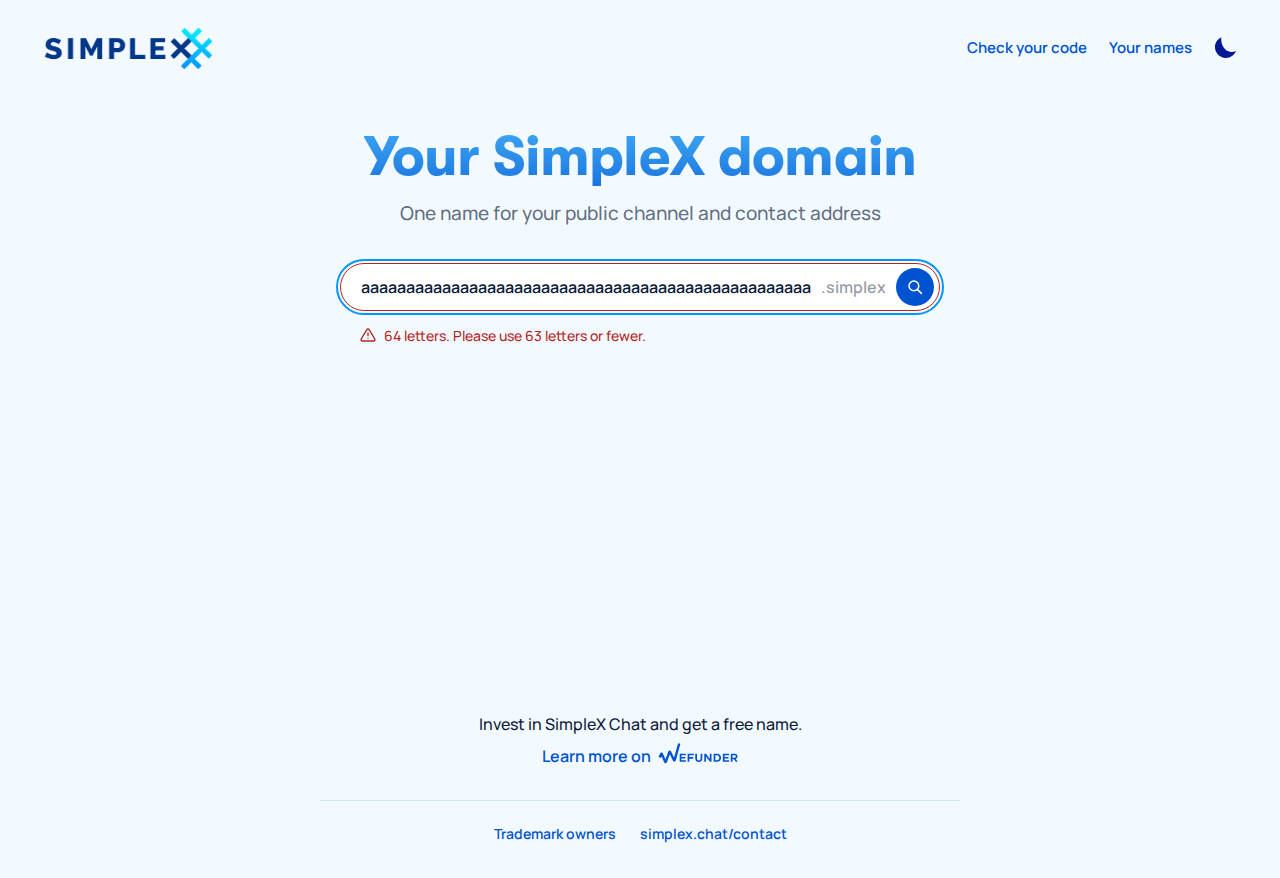 SIMPLEX
Check your code
Your names
Your SimpleX domain
One name for your public channel and contact address
aaaaaaaaaaaaaaaaaaaaaaaaaaaaaaaaaaaaaaaaaaaaaaaaaa .simplex
64 letters. Please use 63 letters or fewer.
Invest in SimpleX Chat and get a free name.
Learn more on WEFUNDER
Trademark owners
simplex.chat/contact